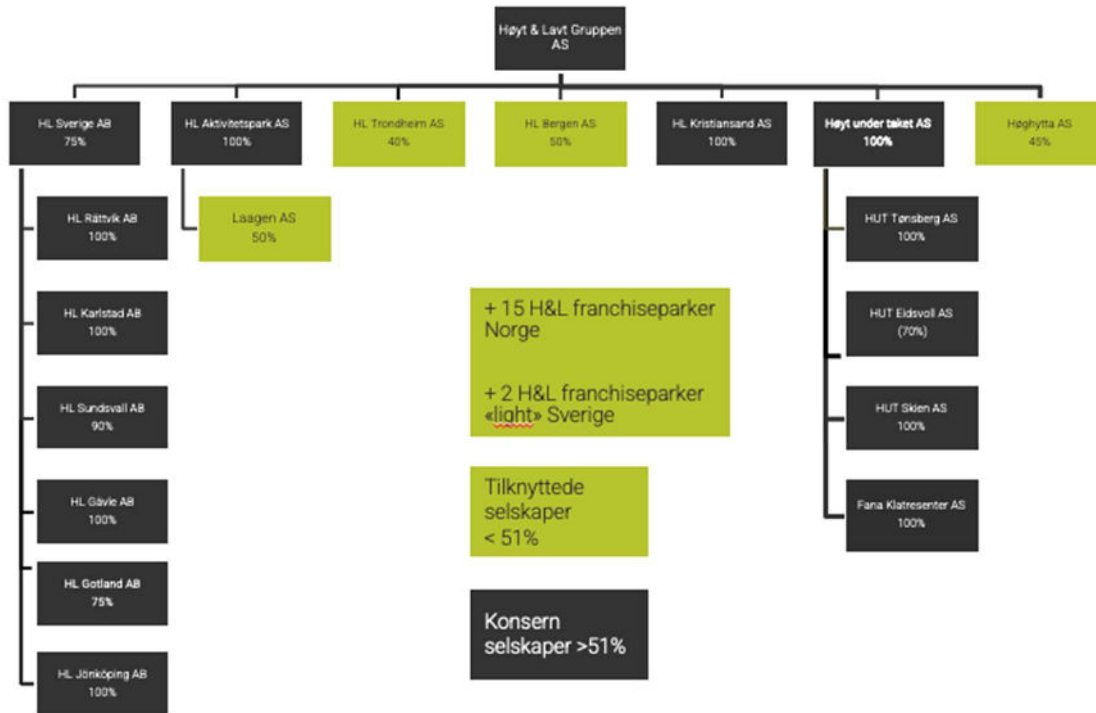 Høyt & Lavt Gruppen
AS
HL Sverige AB
75%
HL Aktivitetspark AS
100%
HL Trondheim AS
40%
HL Bergen AS
50%
HL Kristiansand AS
100%
Høyt under taket AS
100%
Høghytta AS
45%
HL Rättvik AB
100%
Laagen AS
50%
HUT Tønsberg AS
100%
HL Karlstad AB
100%
+ 15 H&L franchiseparker
Norge
+ 2 H&L franchiseparker
«light» Sverige
HUT Eidsvoll AS
(70%)
HL Sundsvall AB
90%
HUT Skien AS
100%
HL Gävle AB
100%
Tilknyttede
selskaper
< 51%
Fana Klatresenter AS
100%
HL Gotland AB
75%
Konsern
selskaper >51%
HL Jönköping AB
100%